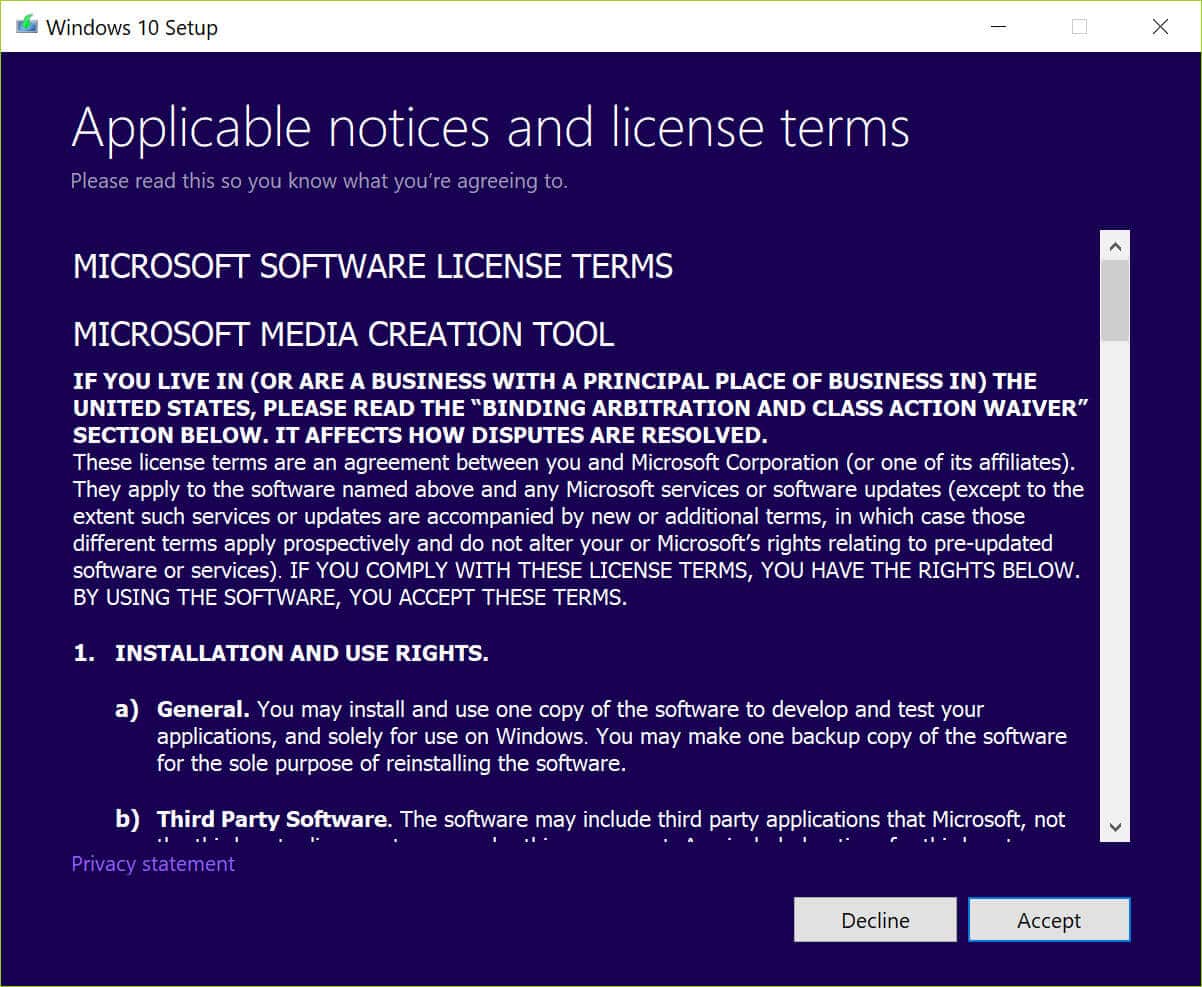 Windows 10 Setup
Applicable notices and license terms
Please read this so you know what you’re agreeing to.
MICROSOFT SOFTWARE LICENSE TERMS
MICROSOFT MEDIA CREATION TOOL
IF YOU LIVE IN (OR ARE A BUSINESS WITH A PRINCIPAL PLACE OF BUSINESS IN) THE
UNITED STATES, PLEASE READ THE “BINDING ARBITRATION AND CLASS ACTION WAIVER”
SECTION BELOW. IT AFFECTS HOW DISPUTES ARE RESOLVED.
These license terms are an agreement between you and Microsoft Corporation (or one of its affiliates).
They apply to the software named above and any Microsoft services or software updates (except to the
extent such services or updates are accompanied by new or additional terms, in which case those
different terms apply prospectively and do not alter your or Microsoft’s rights relating to pre-updated
software or services). IF YOU COMPLY WITH THESE LICENSE TERMS, YOU HAVE THE RIGHTS BELOW.
BY USING THE SOFTWARE, YOU ACCEPT THESE TERMS.
1. INSTALLATION AND USE RIGHTS.
a) General. You may install and use one copy of the software to develop and test your
applications, and solely for use on Windows. You may make one backup copy of the software
for the sole purpose of reinstalling the software.
b) Third Party Software. The software may include third party applications that Microsoft, not
Privacy statement
Decline
Accept